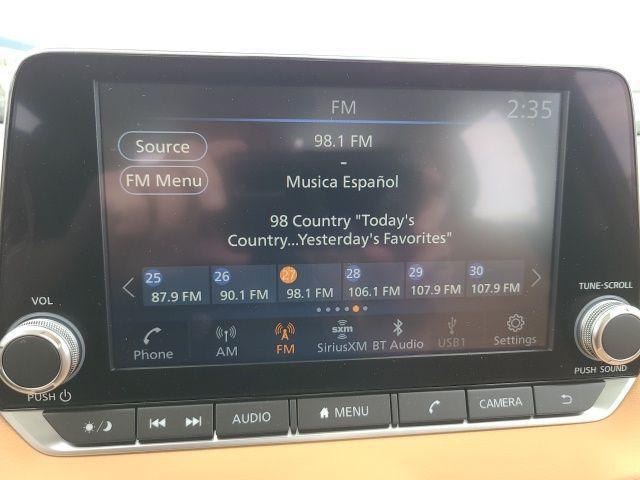 FM
2:35
Source
98.1 FM
-
FM Menu
Musica Español
98 Country "Today's
Country...Yesterday's Favorites"
25 26 27 28 29 30
87.9 FM 90.1 FM 98.1 FM 106.1 FM 107.9 FM 107.9 FM
VOL
TUNE·SCROLL
Phone AM FM sxm SiriusXM BT Audio USB1 Settings
PUSH
PUSH SOUND
AUDIO MENU CAMERA